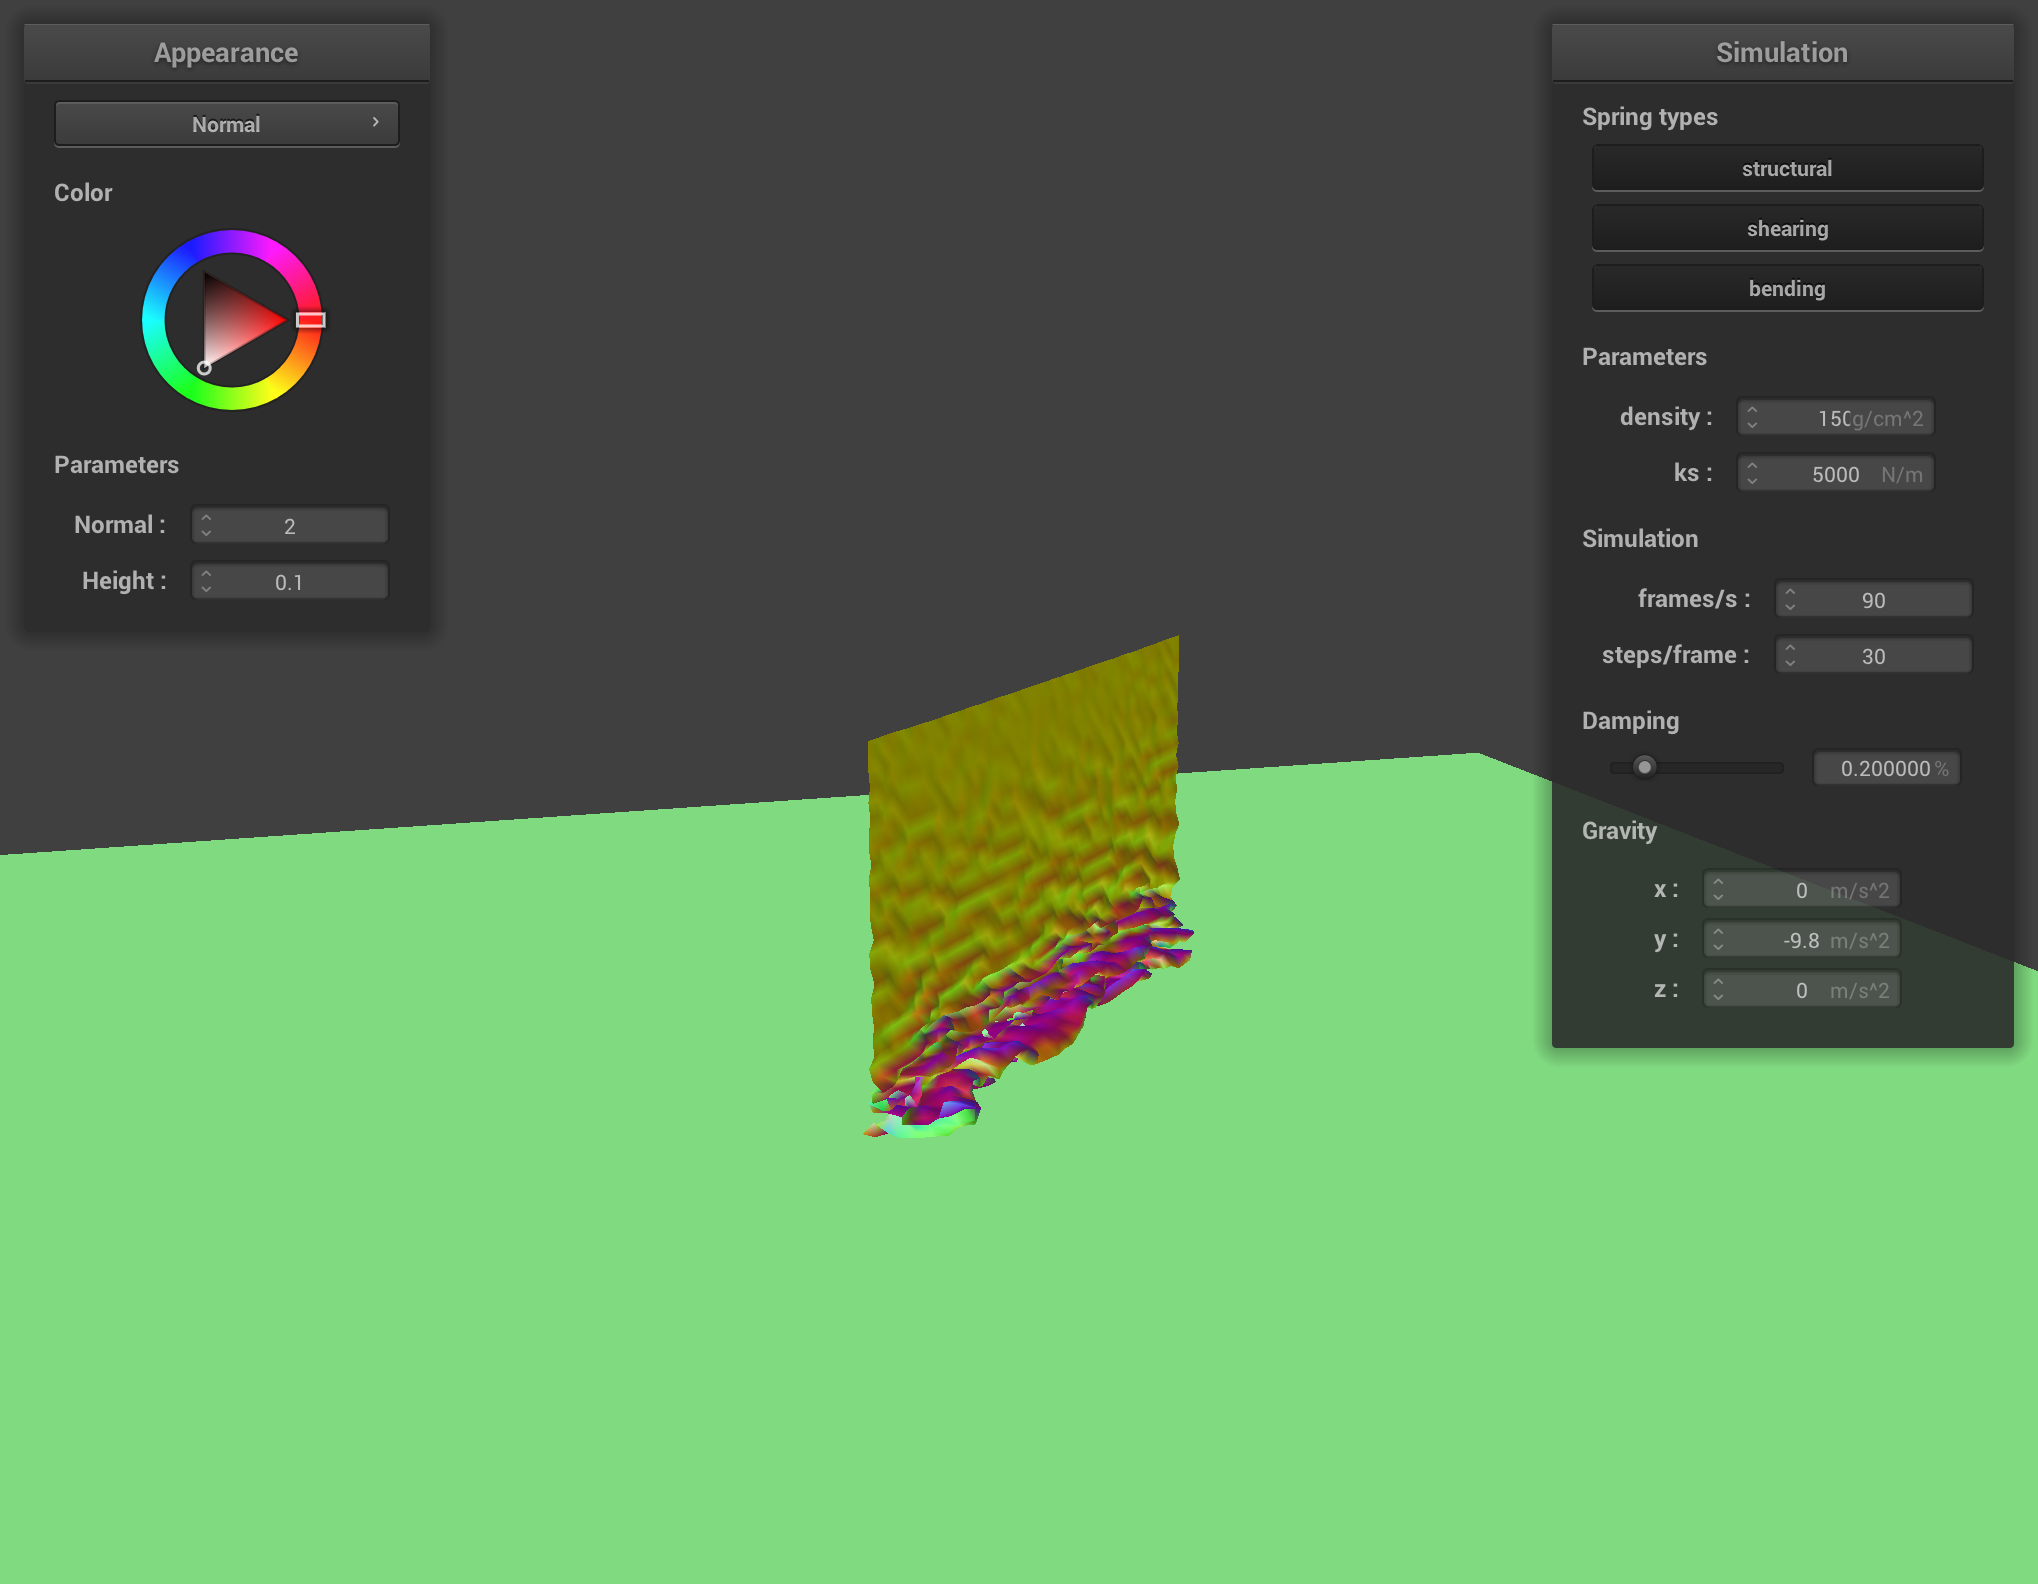 Appearance
Normal
Color
Parameters
Normal : 2
Height : 0.1
Simulation
Spring types
structural
shearing
bending
Parameters
density : 150 g/cm^2
ks : 5000 N/m
Simulation
frames/s : 90
steps/frame : 30
Damping
0.200000 %
Gravity
x : 0 m/s^2
y : -9.8 m/s^2
z : 0 m/s^2